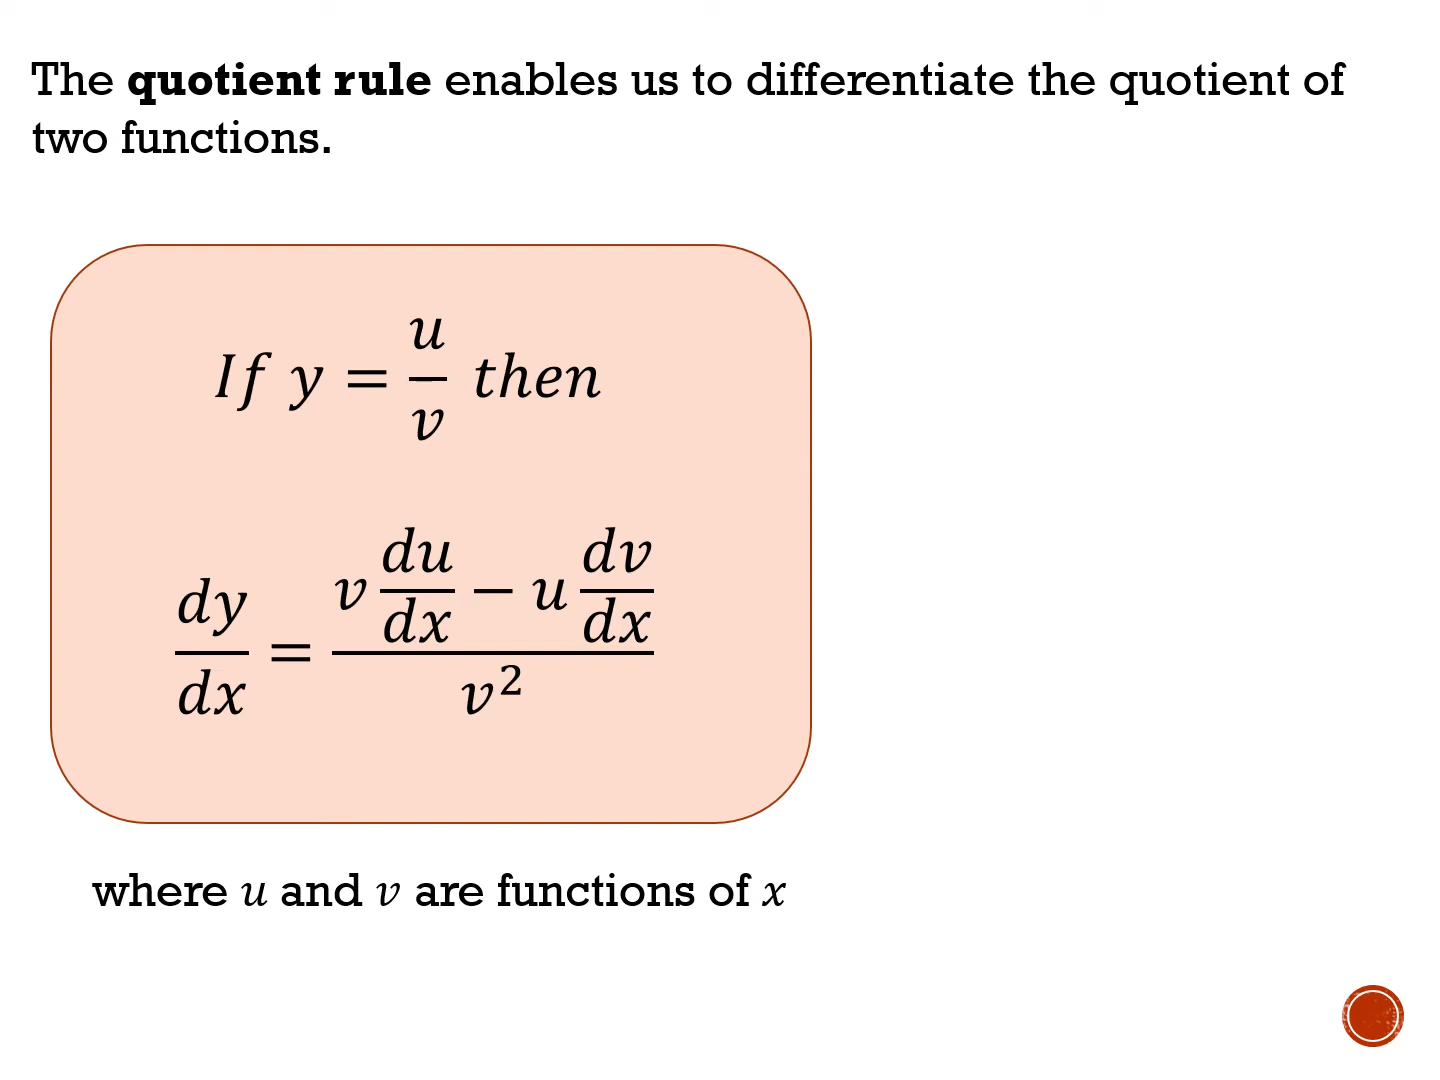 The quotient rule enables us to differentiate the quotient of
two functions.
If y = u/v then
dy/dx = (v du/dx − u dv/dx)/v²
where u and v are functions of x